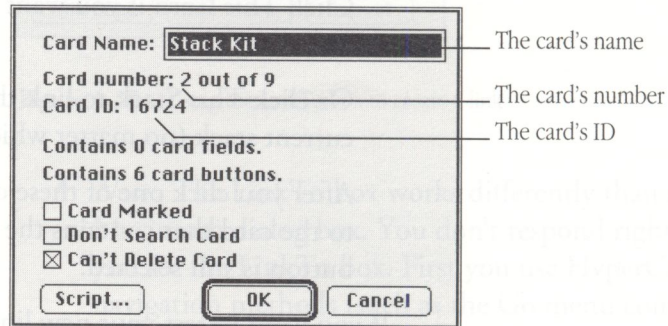 Card Name: Stack Kit
The card's name
Card number: 2 out of 9
The card's number
Card ID: 16724
The card's ID
Contains 0 card fields.
Contains 6 card buttons.
Card Marked
Don't Search Card
Can't Delete Card
Script...
OK
Cancel